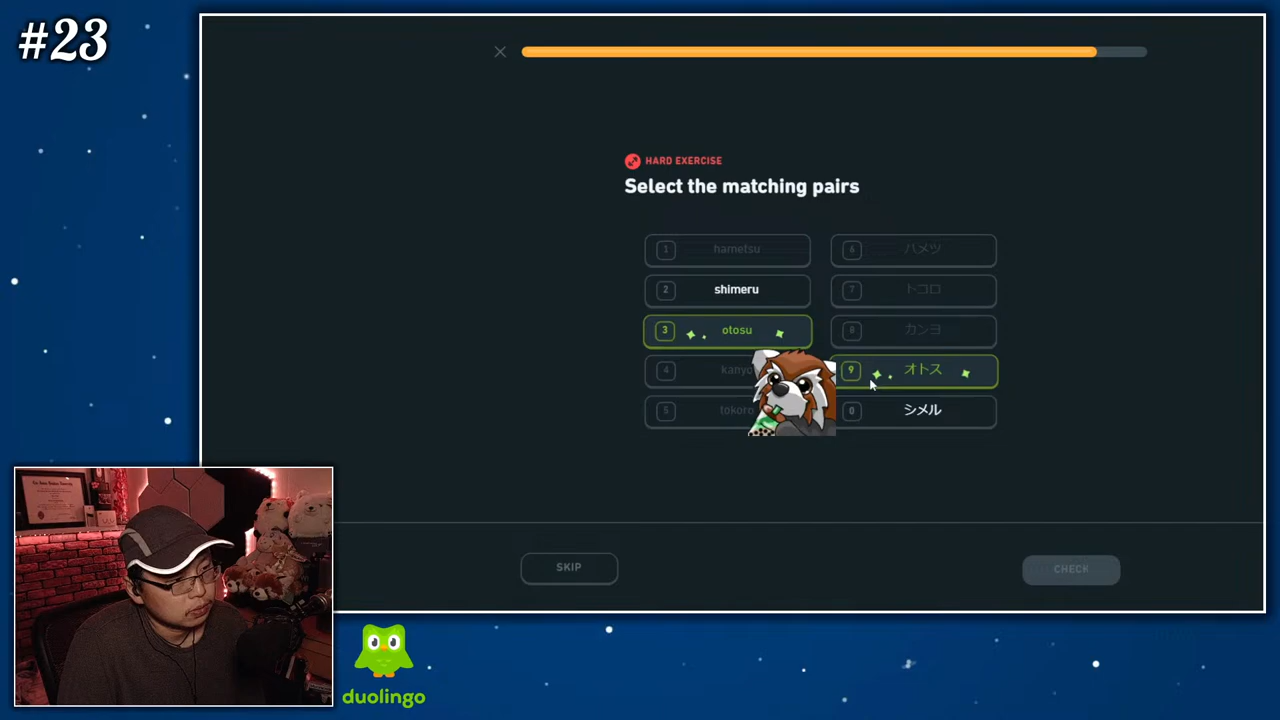 #23
HARD EXERCISE
Select the matching pairs
1 hametsu
6 ハメツ
2 shimeru
7 トコロ
3 otosu
8 カンヨ
4 kanyo
9 オトス
5 tokoro
0 シメル
SKIP
CHECK
duolingo